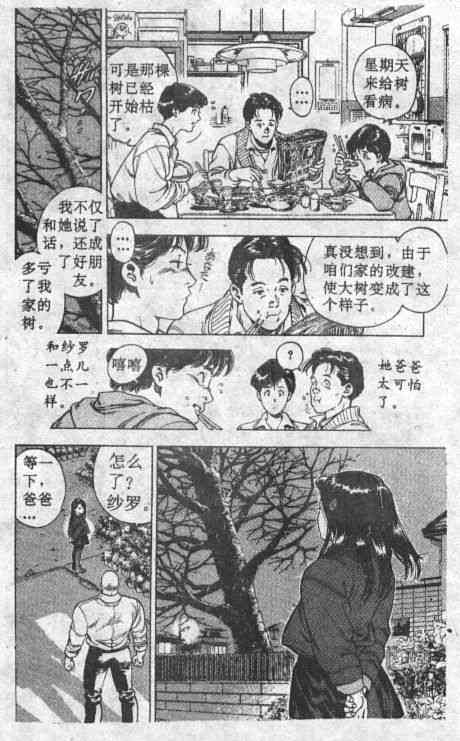 星期天
来给树
看病。
……
可是那棵
树已经
开始枯
了。
真没想到，由于
咱们家的改建，
使大树变成了这
个样子。
……
我不仅
和她说了
话，还成
了好朋
友。
多亏
了我
家的
树。
她爸爸
太可怕
了。
？
嘻嘻
和纱罗
一点儿
也不一
样。
怎么
了？
纱罗。
等一
下，
爸爸
…